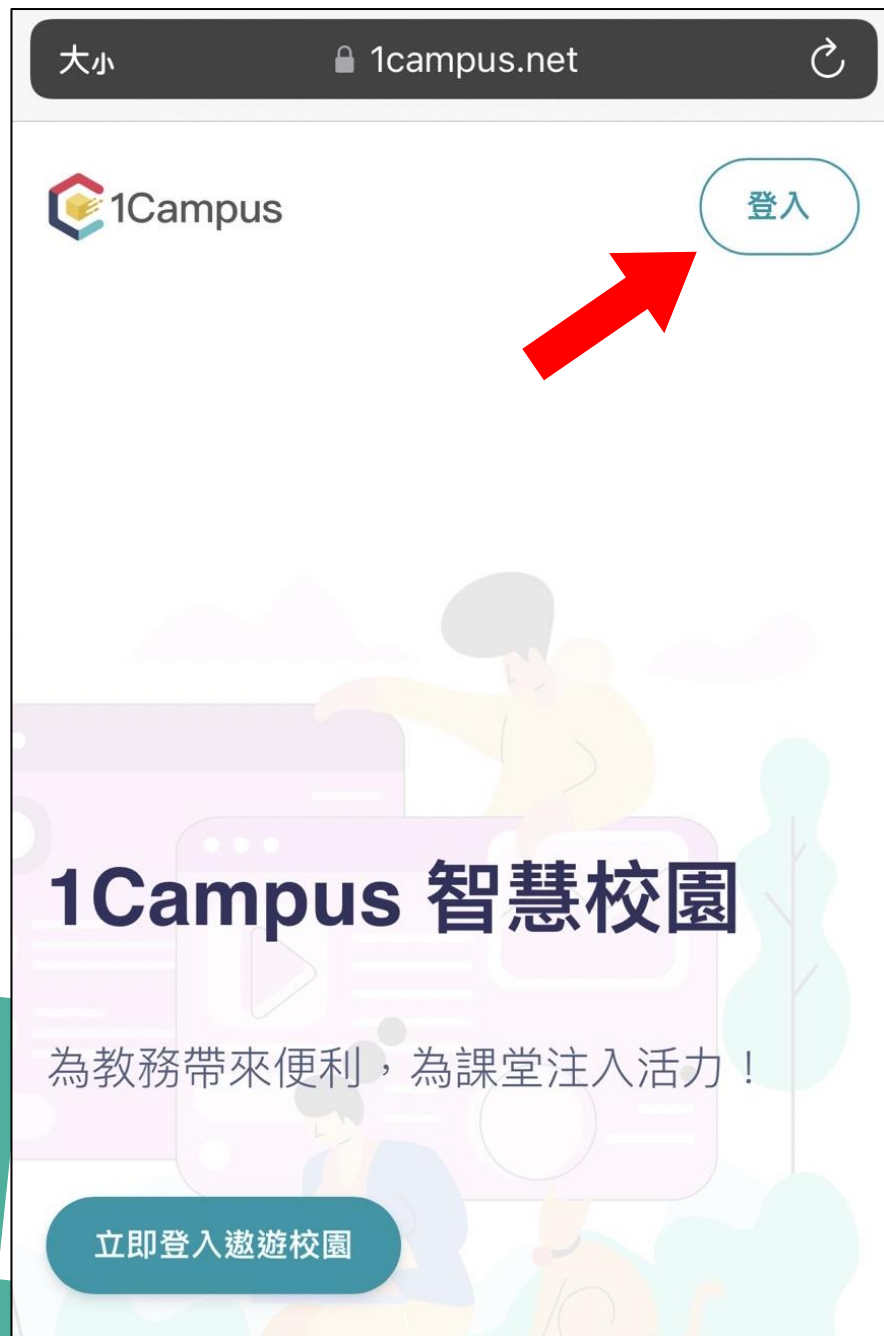 大小 1campus.net
1Campus 登入
1Campus 智慧校園
為教務帶來便利，為課堂注入活力！
立即登入遨遊校園